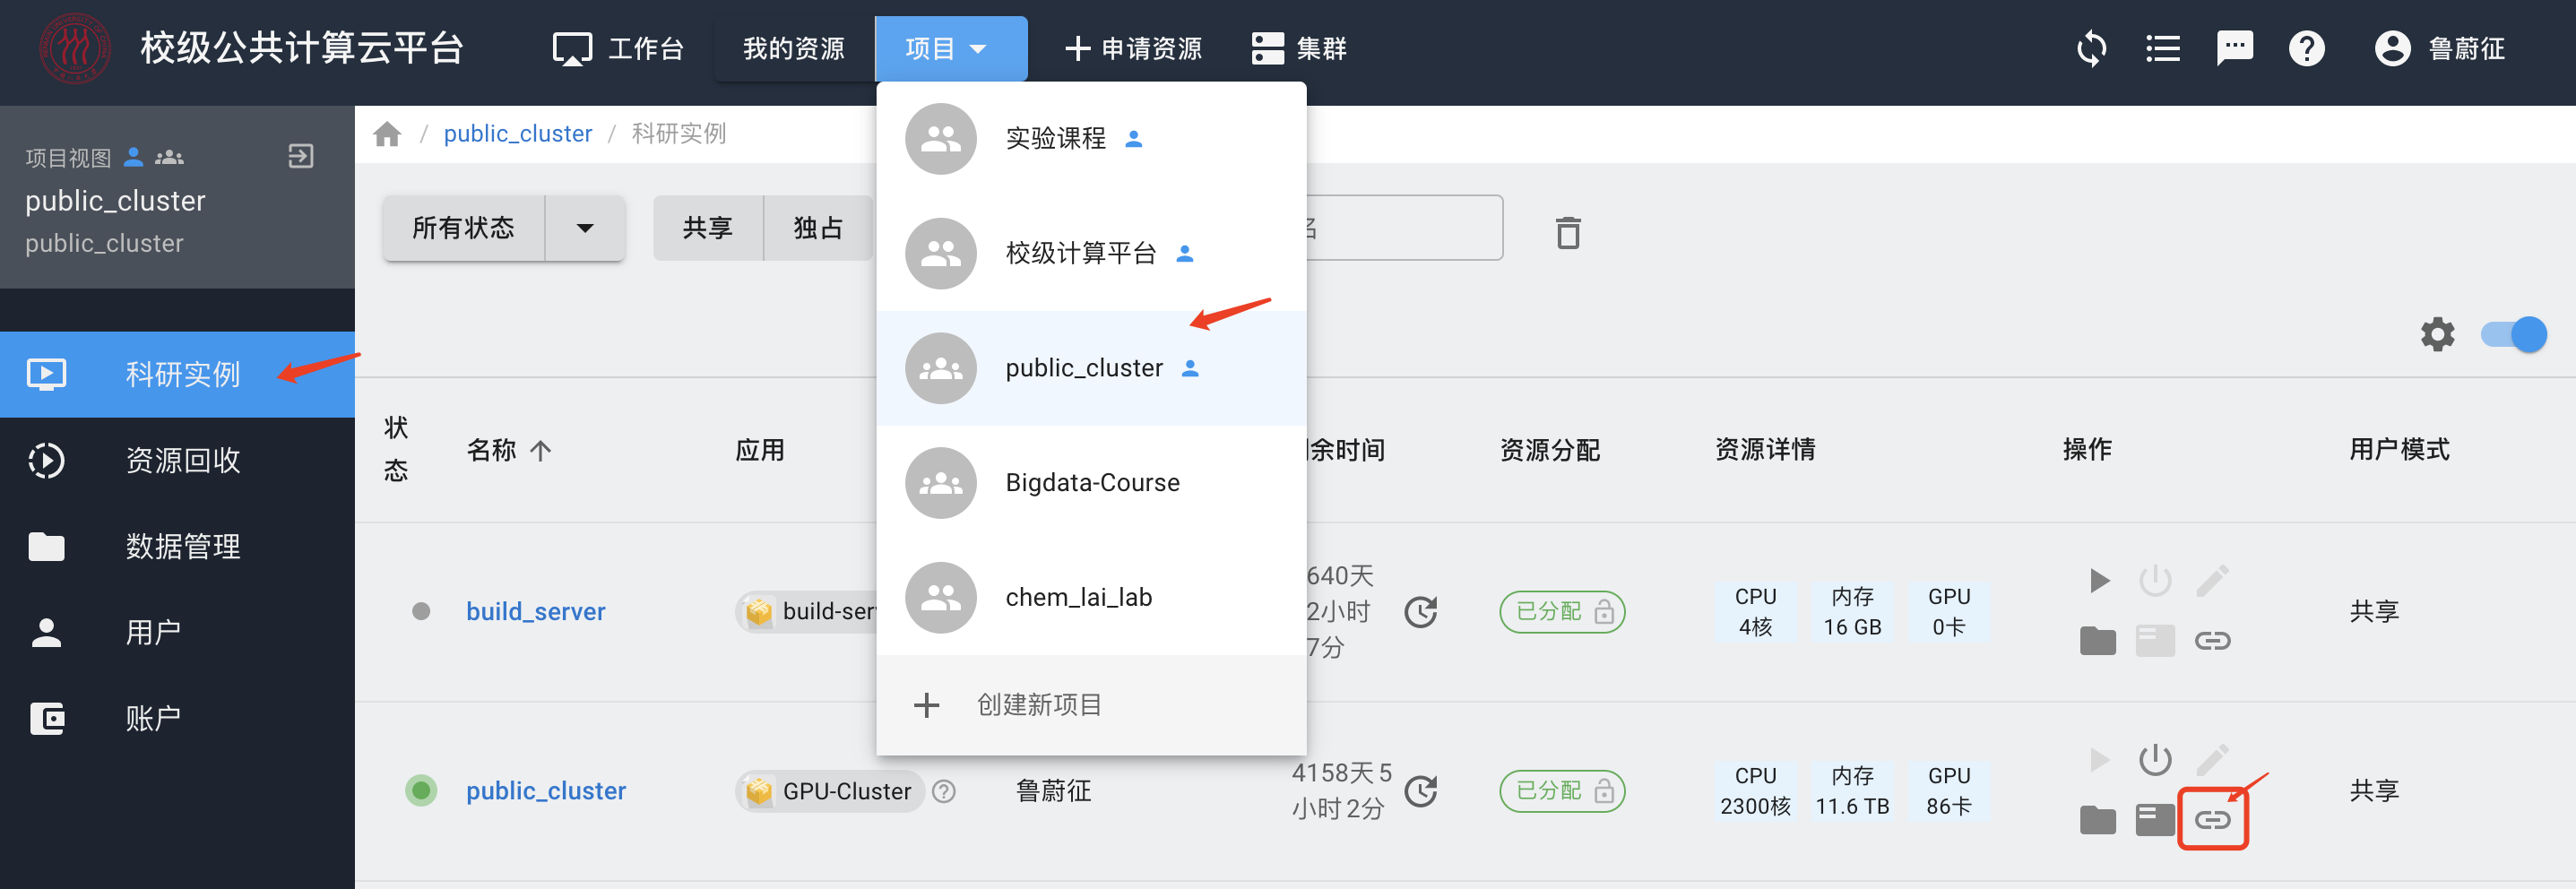 校级公共计算云平台
工作台
我的资源
项目
申请资源
集群
鲁蔚征
项目视图
public_cluster
public_cluster
科研实例
资源回收
数据管理
用户
账户
/ public_cluster / 科研实例
所有状态
共享
独占
名
实验课程
校级计算平台
public_cluster
Bigdata-Course
chem_lai_lab
创建新项目
状态
名称
应用
余时间
资源分配
资源详情
操作
用户模式
build_server
build-ser
640天
2小时
7分
已分配
CPU
4核
内存
16 GB
GPU
0卡
共享
public_cluster
GPU-Cluster
鲁蔚征
4158天 5
小时 2分
已分配
CPU
2300核
内存
11.6 TB
GPU
86卡
共享